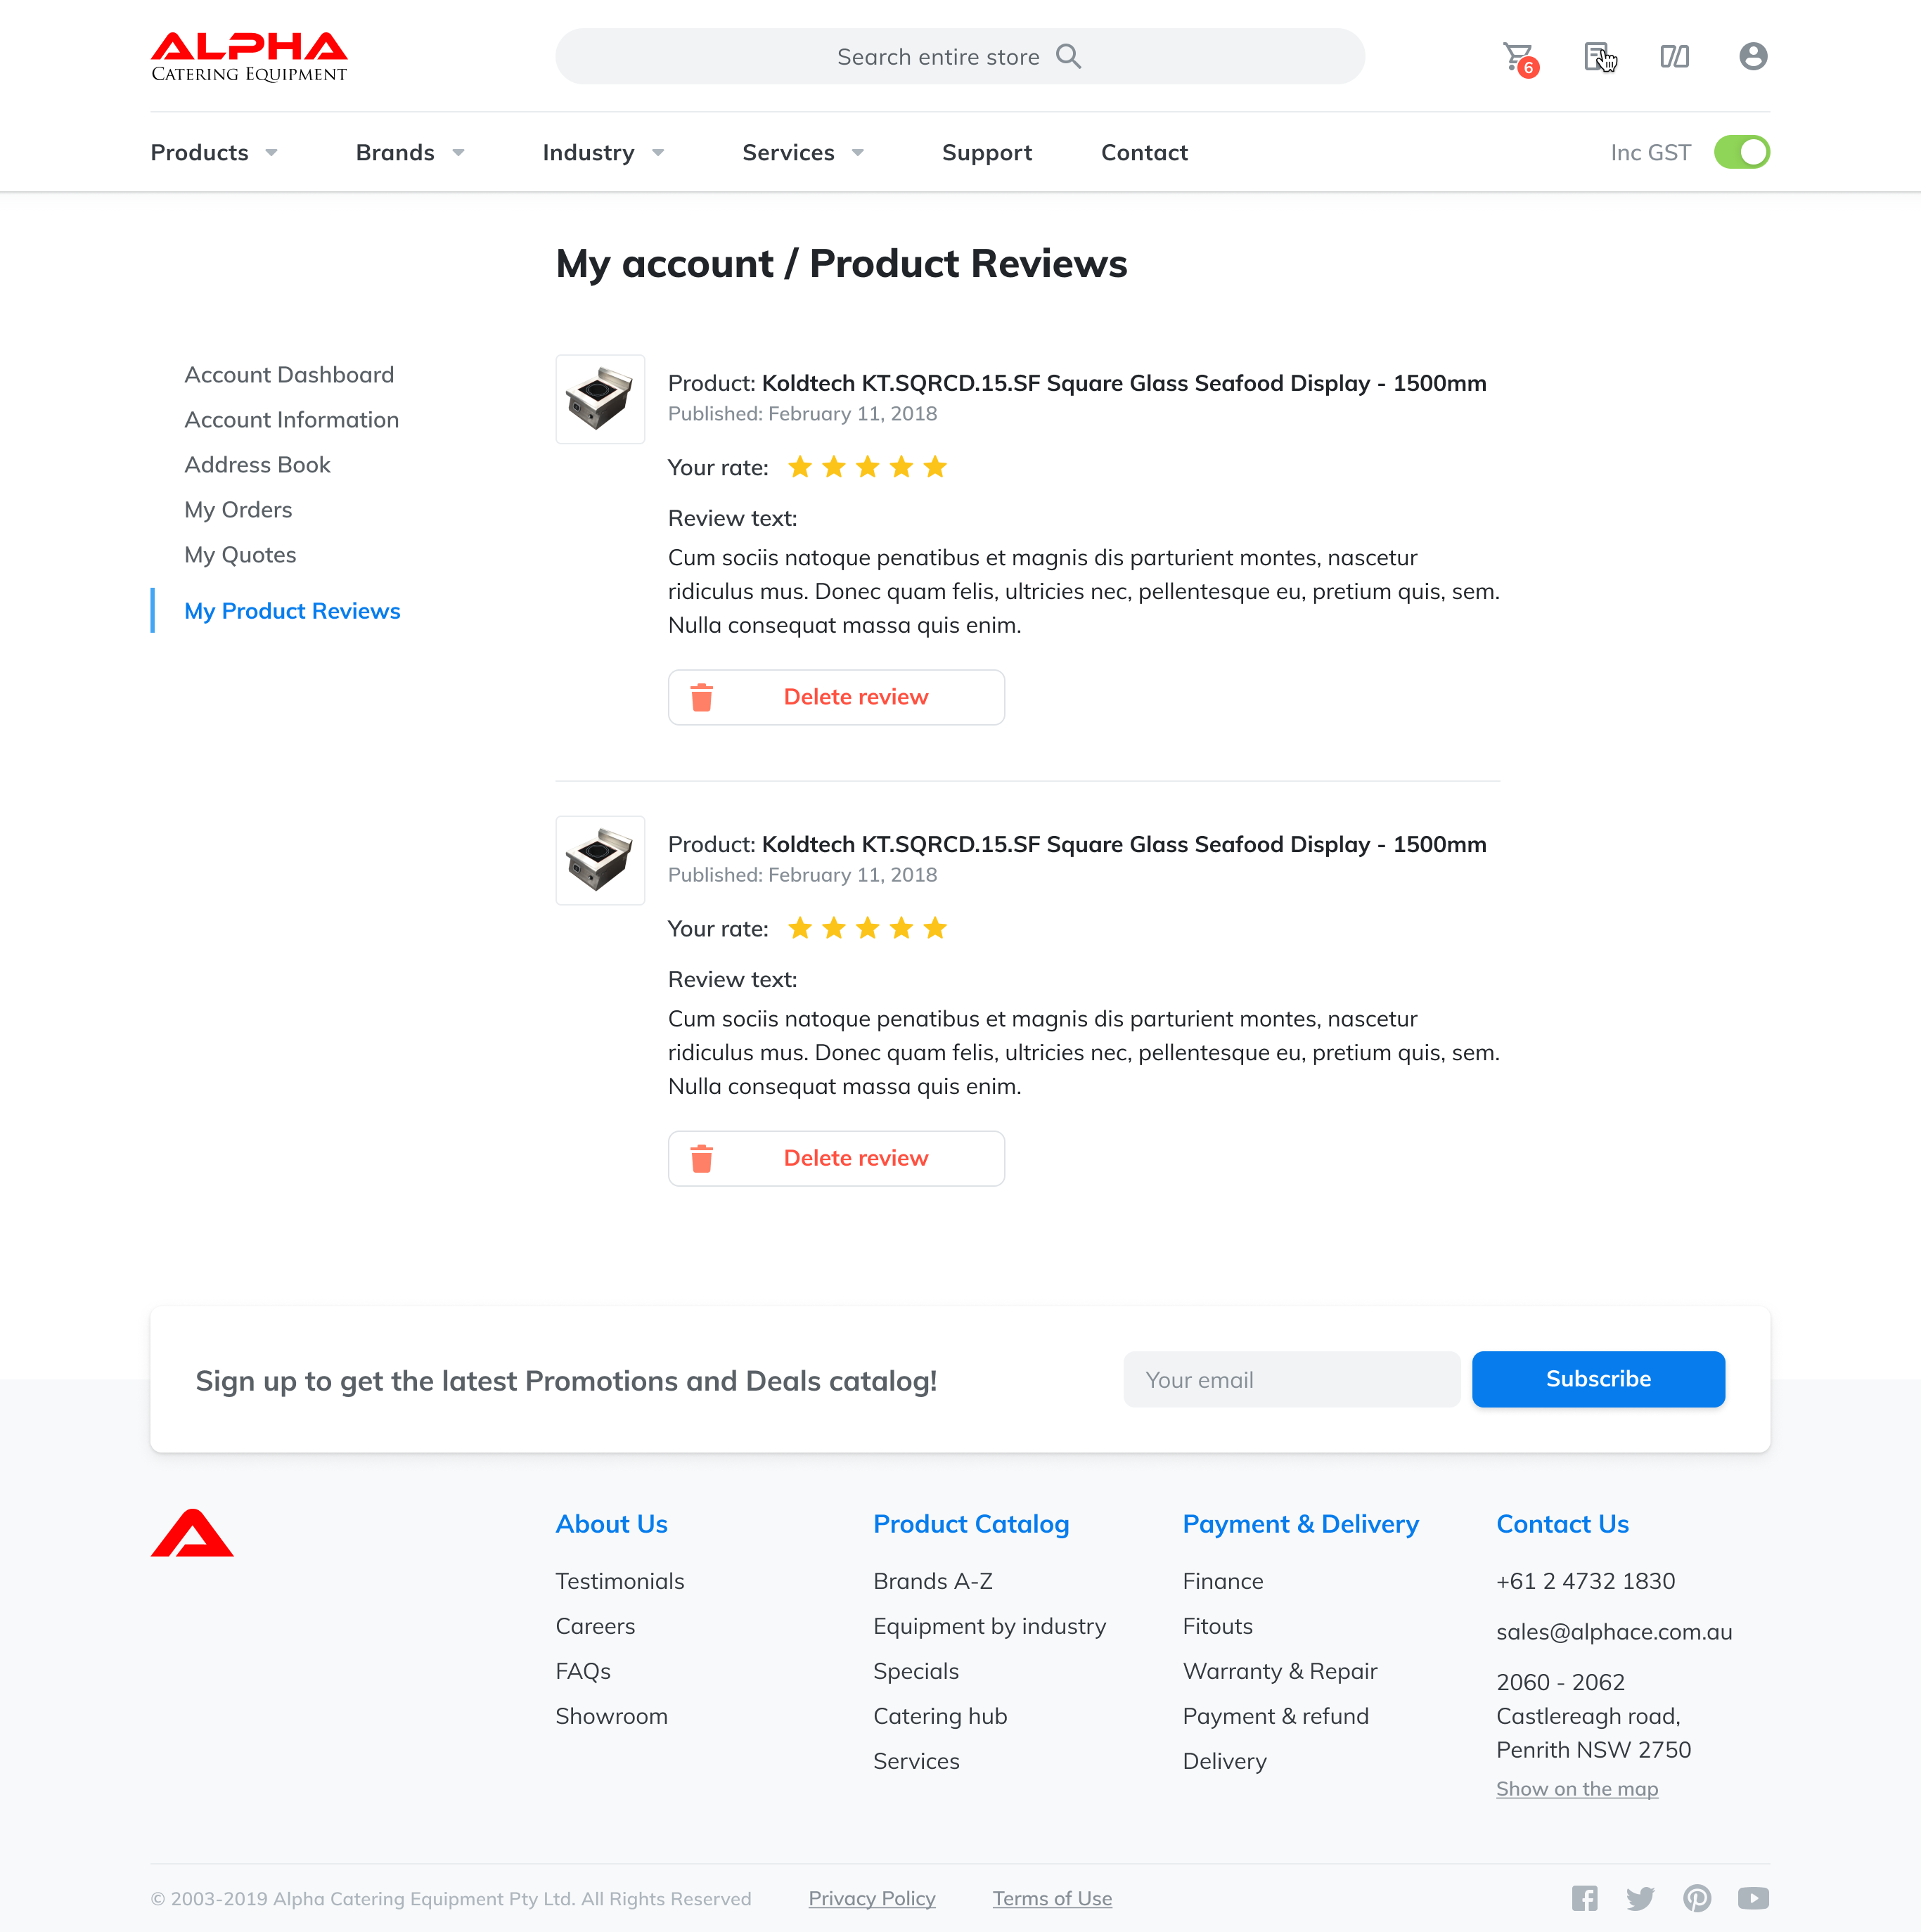 ALPHA
CATERING EQUIPMENT
Search entire store
6
Products
Brands
Industry
Services
Support
Contact
Inc GST
My account / Product Reviews
Account Dashboard
Account Information
Address Book
My Orders
My Quotes
My Product Reviews
Product: Koldtech KT.SQRCD.15.SF Square Glass Seafood Display - 1500mm
Published: February 11, 2018
Your rate:
Review text:
Cum sociis natoque penatibus et magnis dis parturient montes, nascetur
ridiculus mus. Donec quam felis, ultricies nec, pellentesque eu, pretium quis, sem.
Nulla consequat massa quis enim.
Delete review
Product: Koldtech KT.SQRCD.15.SF Square Glass Seafood Display - 1500mm
Published: February 11, 2018
Your rate:
Review text:
Cum sociis natoque penatibus et magnis dis parturient montes, nascetur
ridiculus mus. Donec quam felis, ultricies nec, pellentesque eu, pretium quis, sem.
Nulla consequat massa quis enim.
Delete review
Sign up to get the latest Promotions and Deals catalog!
Your email
Subscribe
About Us
Testimonials
Careers
FAQs
Showroom
Product Catalog
Brands A-Z
Equipment by industry
Specials
Catering hub
Services
Payment & Delivery
Finance
Fitouts
Warranty & Repair
Payment & refund
Delivery
Contact Us
+61 2 4732 1830
sales@alphace.com.au
2060 - 2062
Castlereagh road,
Penrith NSW 2750
Show on the map
© 2003-2019 Alpha Catering Equipment Pty Ltd. All Rights Reserved
Privacy Policy
Terms of Use